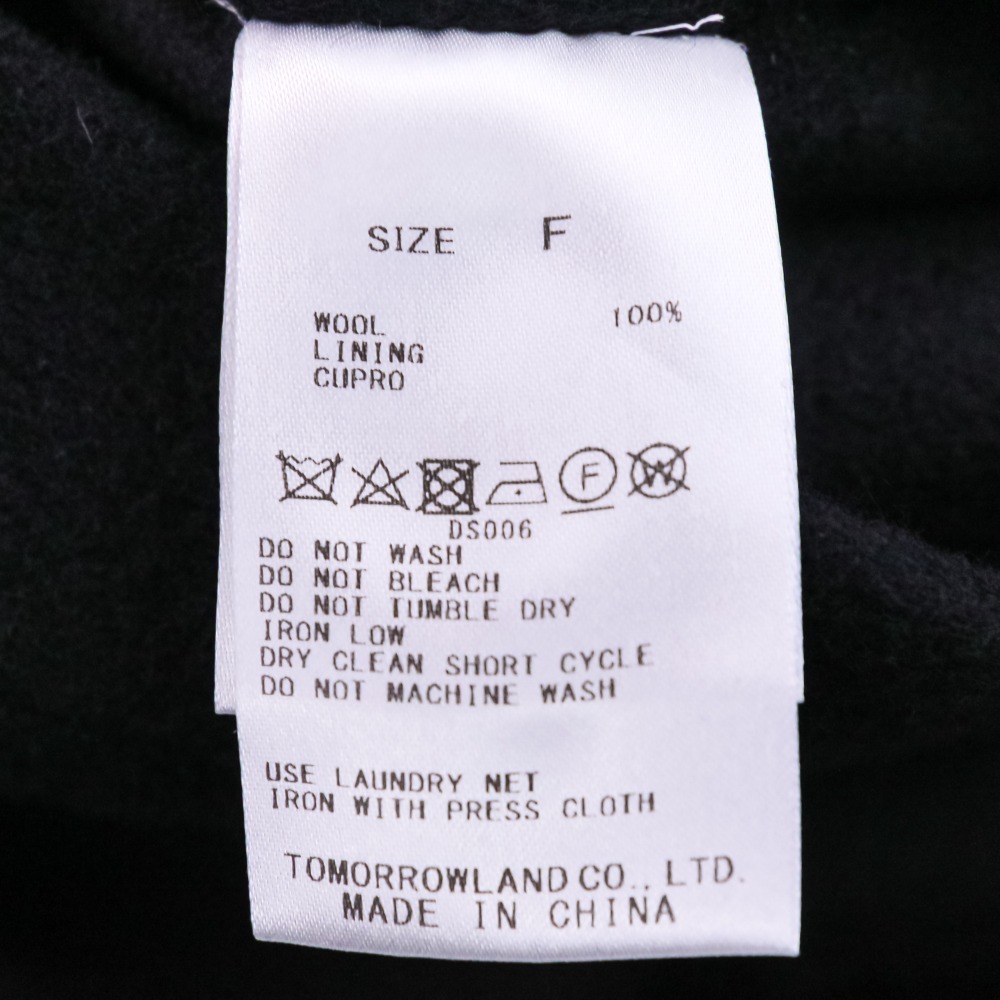 SIZE F
WOOL 100%
LINING
CUPRO
F W
DS006
DO NOT WASH
DO NOT BLEACH
DO NOT TUMBLE DRY
IRON LOW
DRY CLEAN SHORT CYCLE
DO NOT MACHINE WASH
USE LAUNDRY NET
IRON WITH PRESS CLOTH
TOMORROWLAND CO., LTD.
MADE IN CHINA